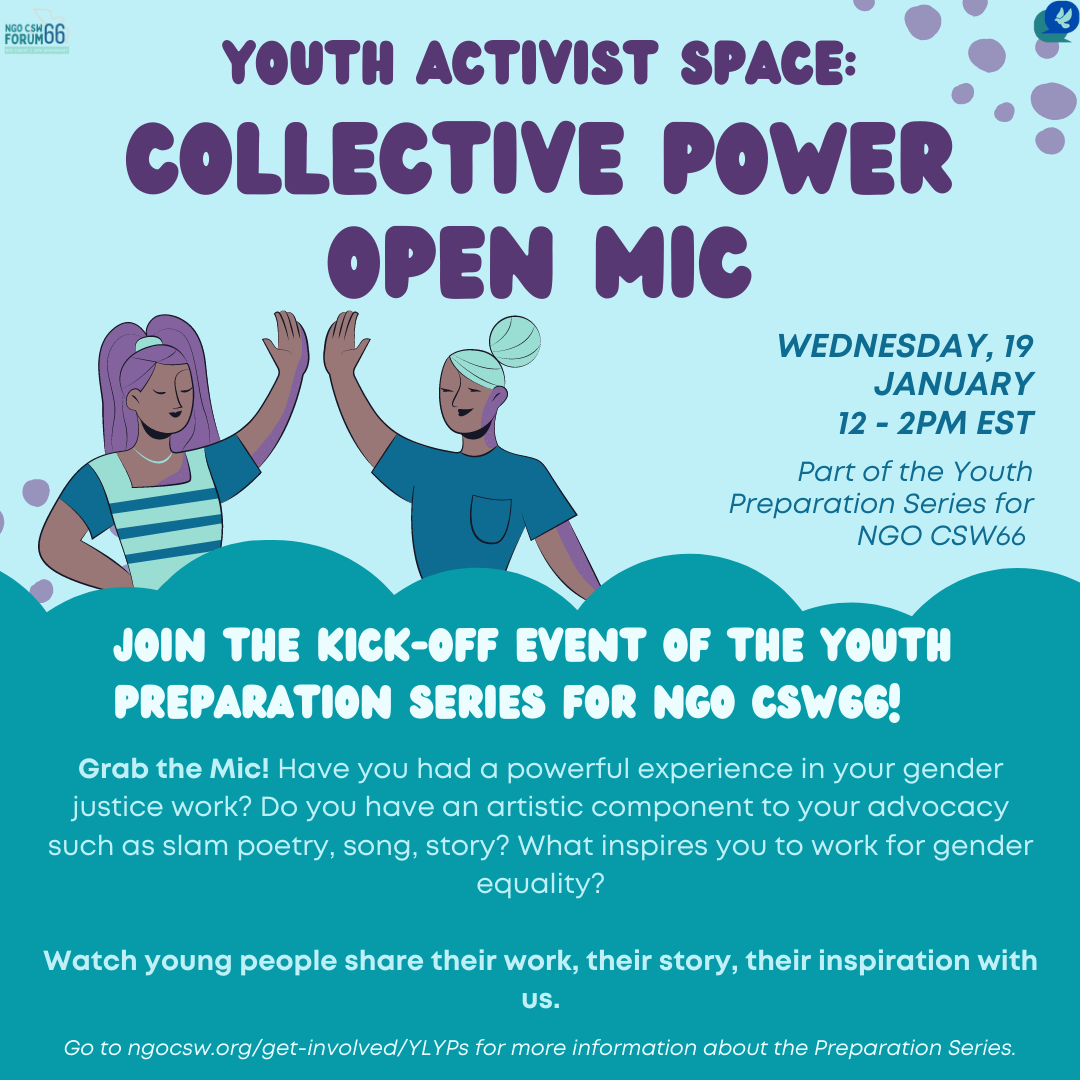 NGO CSW
FORUM66
YOUTH ACTIVIST SPACE:
COLLECTIVE POWER
OPEN MIC
WEDNESDAY, 19
JANUARY
12 - 2PM EST
Part of the Youth
Preparation Series for
NGO CSW66
JOIN THE KICK-OFF EVENT OF THE YOUTH
PREPARATION SERIES FOR NGO CSW66!
Grab the Mic! Have you had a powerful experience in your gender
justice work? Do you have an artistic component to your advocacy
such as slam poetry, song, story? What inspires you to work for gender
equality?
Watch young people share their work, their story, their inspiration with
us.
Go to ngocsw.org/get-involved/YLYPs for more information about the Preparation Series.